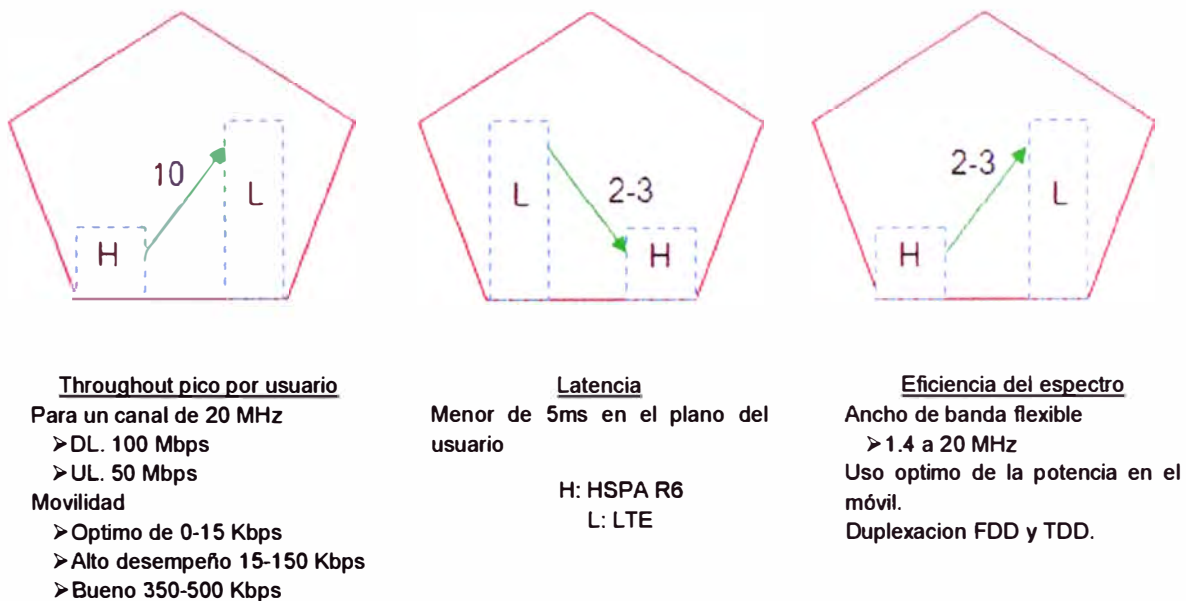 10
H
L
L
2-3
H
2-3
H
L
Throughout pico por usuario
Para un canal de 20 MHz
➢DL. 100 Mbps
➢UL. 50 Mbps
Movilidad
➢Optimo de 0-15 Kbps
➢Alto desempeño 15-150 Kbps
➢Bueno 350-500 Kbps
Latencia
Menor de 5ms en el plano del
usuario
H: HSPA R6
L: LTE
Eficiencia del espectro
Ancho de banda flexible
➢1.4 a 20 MHz
Uso optimo de la potencia en el
móvil.
Duplexacion FDD y TDD.